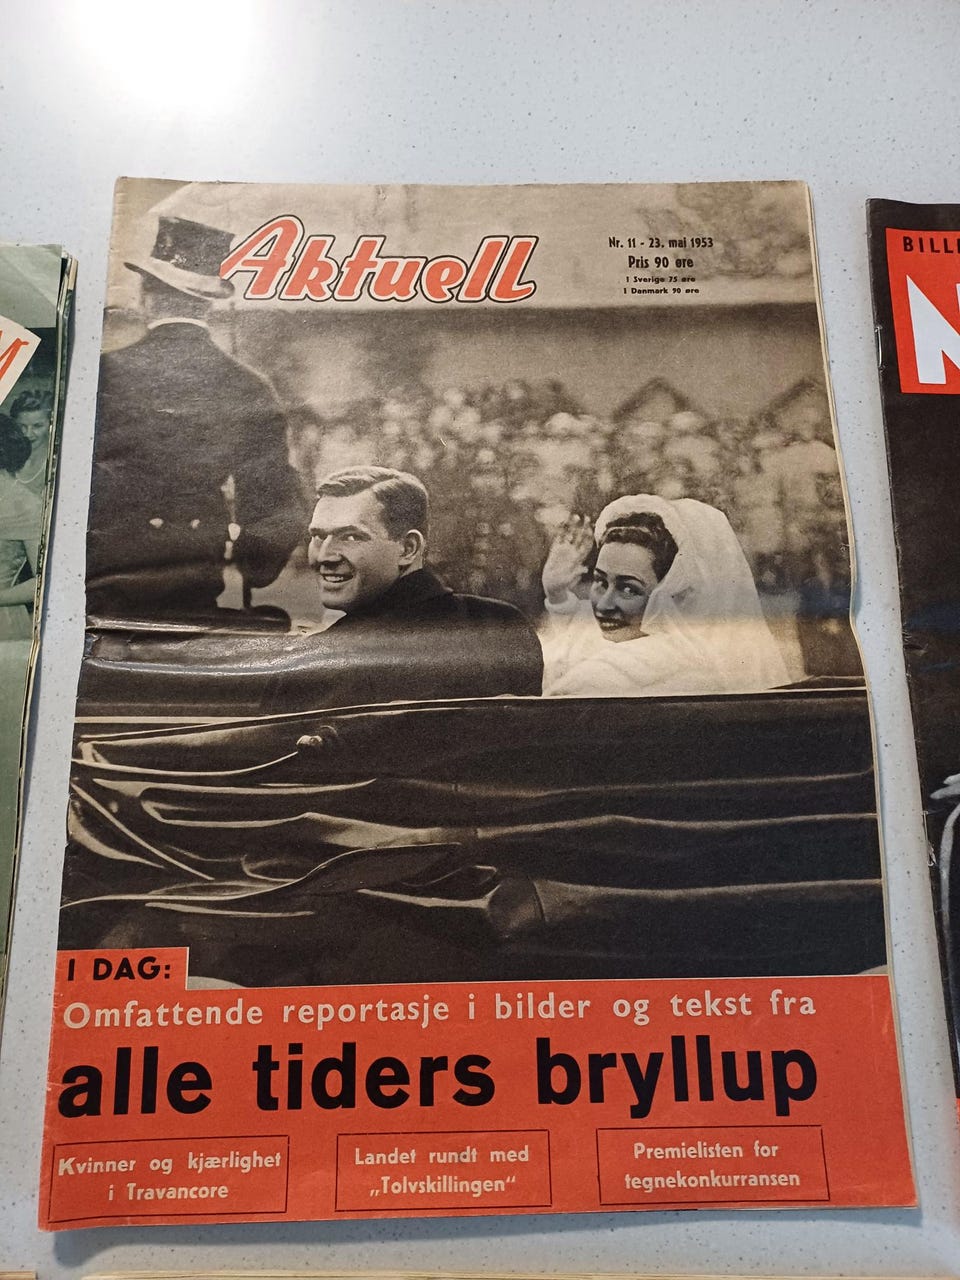 Aktuell
Nr. 11 - 23. mai 1953
Pris 90 øre
I Sverige 75 øre
I Danmark 90 øre
I DAG:
Omfattende reportasje i bilder og tekst fra
alle tiders bryllup
Kvinner og kjærlighet
i Travancore
Landet rundt med
„Tolvskillingen“
Premielisten for
tegnekonkurransen
M
BILLE
N